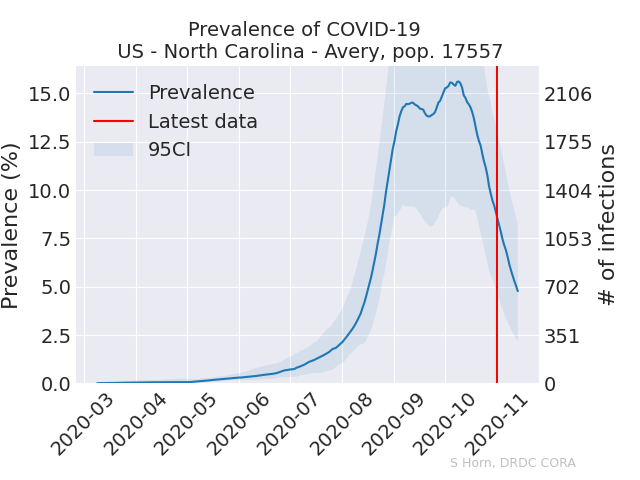 Prevalence of COVID-19
US - North Carolina - Avery, pop. 17557
Prevalence
Latest data
95CI
Prevalence (%)
15.0
12.5
10.0
7.5
5.0
2.5
0.0
2106
1755
1404
1053
702
351
0
# of infections
2020-03
2020-04
2020-05
2020-06
2020-07
2020-08
2020-09
2020-10
2020-11
S Horn, DRDC CORA